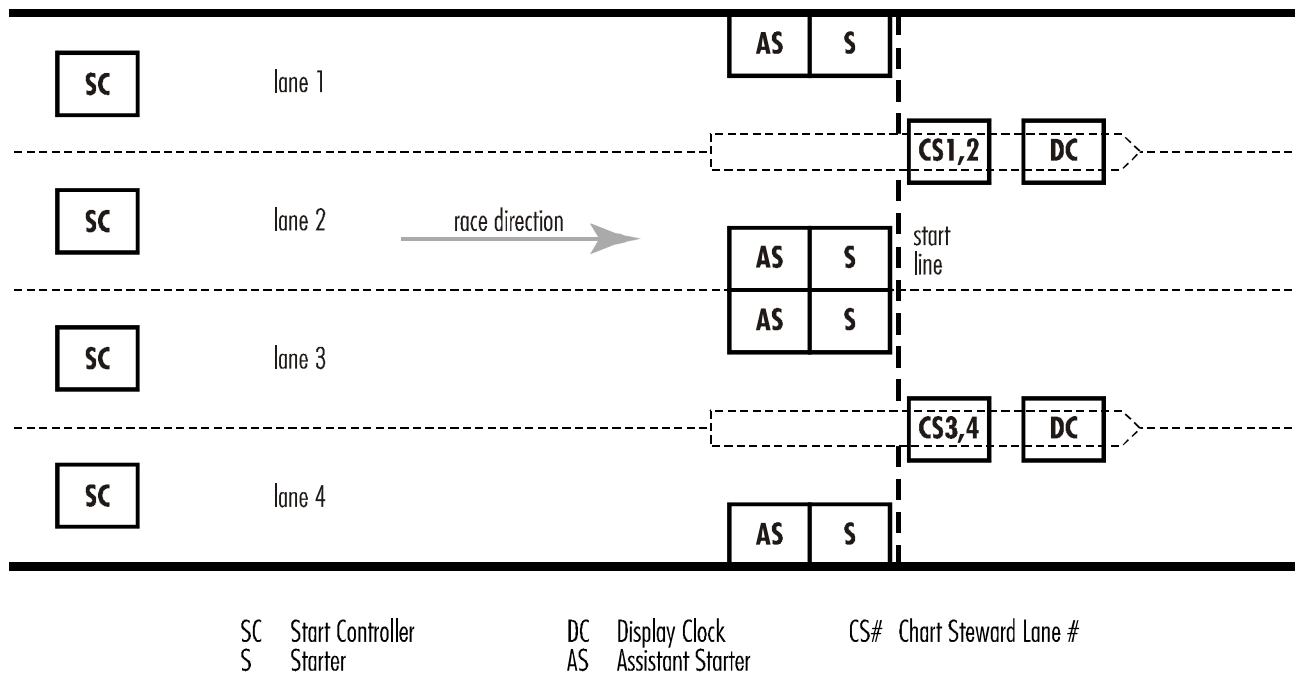 AS S
SC lane 1
CS1,2 DC
SC lane 2 race direction
AS S start
line
AS S
SC lane 3
CS3,4 DC
SC lane 4
AS S
SC Start Controller DC Display Clock CS# Chart Steward Lane #
S Starter AS Assistant Starter